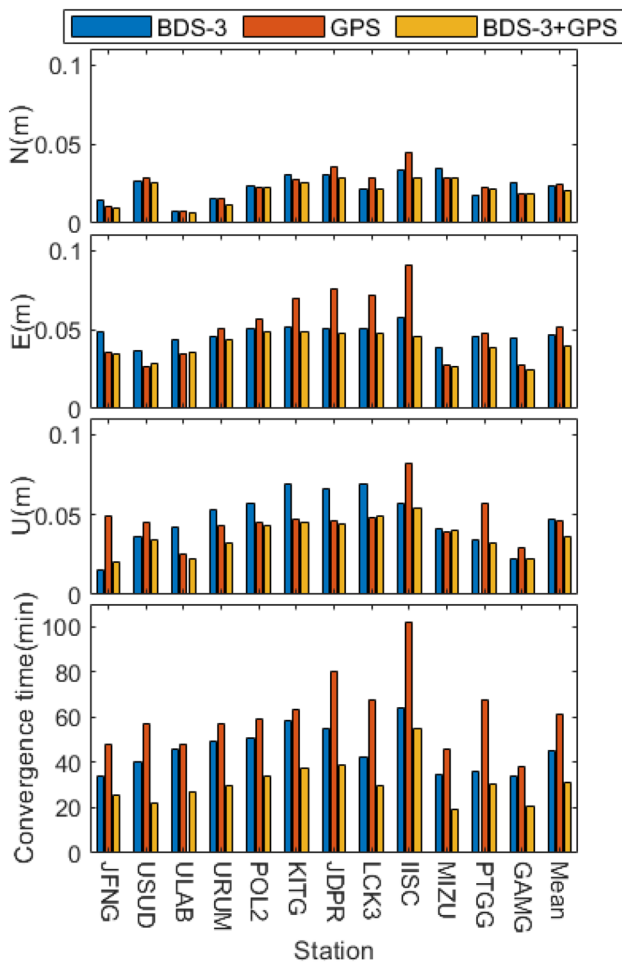 BDS-3 GPS BDS-3+GPS
N(m)
0.1
0.05
0
E(m)
0.1
0.05
0
U(m)
0.1
0.05
0
Convergence time(min)
100
80
60
40
20
0
JFNG USUD ULAB URUM POL2 KITG JDPR LCK3 IISC MIZU PTGG GAMG Mean
Station